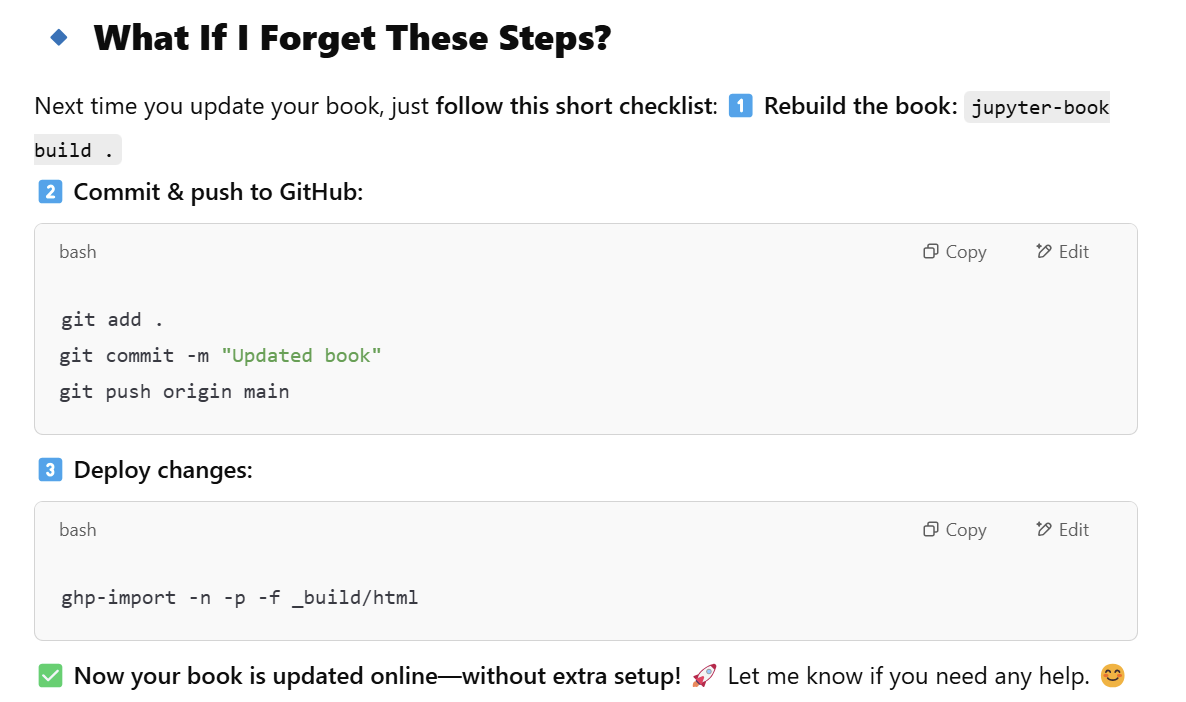 🔹 What If I Forget These Steps?
Next time you update your book, just follow this short checklist: 1️⃣ Rebuild the book: jupyter-book
build .
2️⃣ Commit & push to GitHub:
bash Copy Edit
git add .
git commit -m "Updated book"
git push origin main
3️⃣ Deploy changes:
bash Copy Edit
ghp-import -n -p -f _build/html
✅ Now your book is updated online—without extra setup! 🚀 Let me know if you need any help. 😊